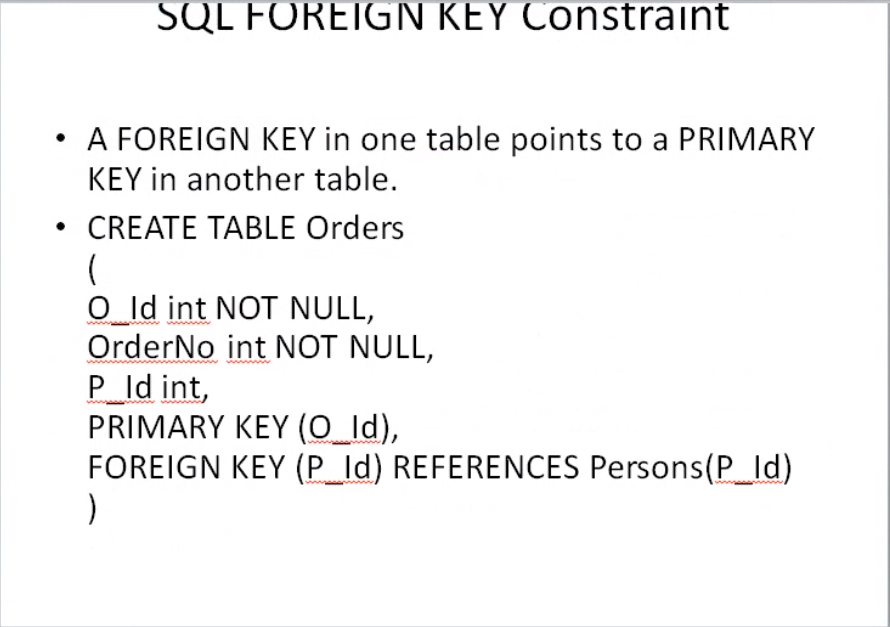 SQL FOREIGN KEY Constraint
• A FOREIGN KEY in one table points to a PRIMARY
KEY in another table.
• CREATE TABLE Orders
(
O_Id int NOT NULL,
OrderNo int NOT NULL,
P_Id int,
PRIMARY KEY (O_Id),
FOREIGN KEY (P_Id) REFERENCES Persons(P_Id)
)